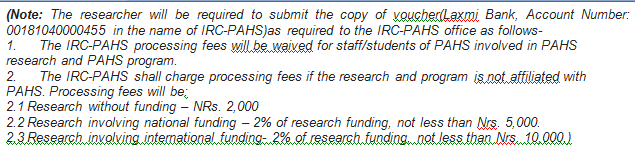 (Note: The researcher will be required to submit the copy of voucher(Laxmi Bank, Account Number:
00181040000455 in the name of IRC-PAHS)as required to the IRC-PAHS office as follows-
1. The IRC-PAHS processing fees will be waived for staff/students of PAHS involved in PAHS
research and PAHS program.
2. The IRC-PAHS shall charge processing fees if the research and program is not affiliated with
PAHS. Processing fees will be:
2.1 Research without funding – NRs. 2,000
2.2 Research involving national funding – 2% of research funding, not less than Nrs. 5,000.
2.3 Research involving international funding- 2% of research funding, not less than Nrs. 10,000.)